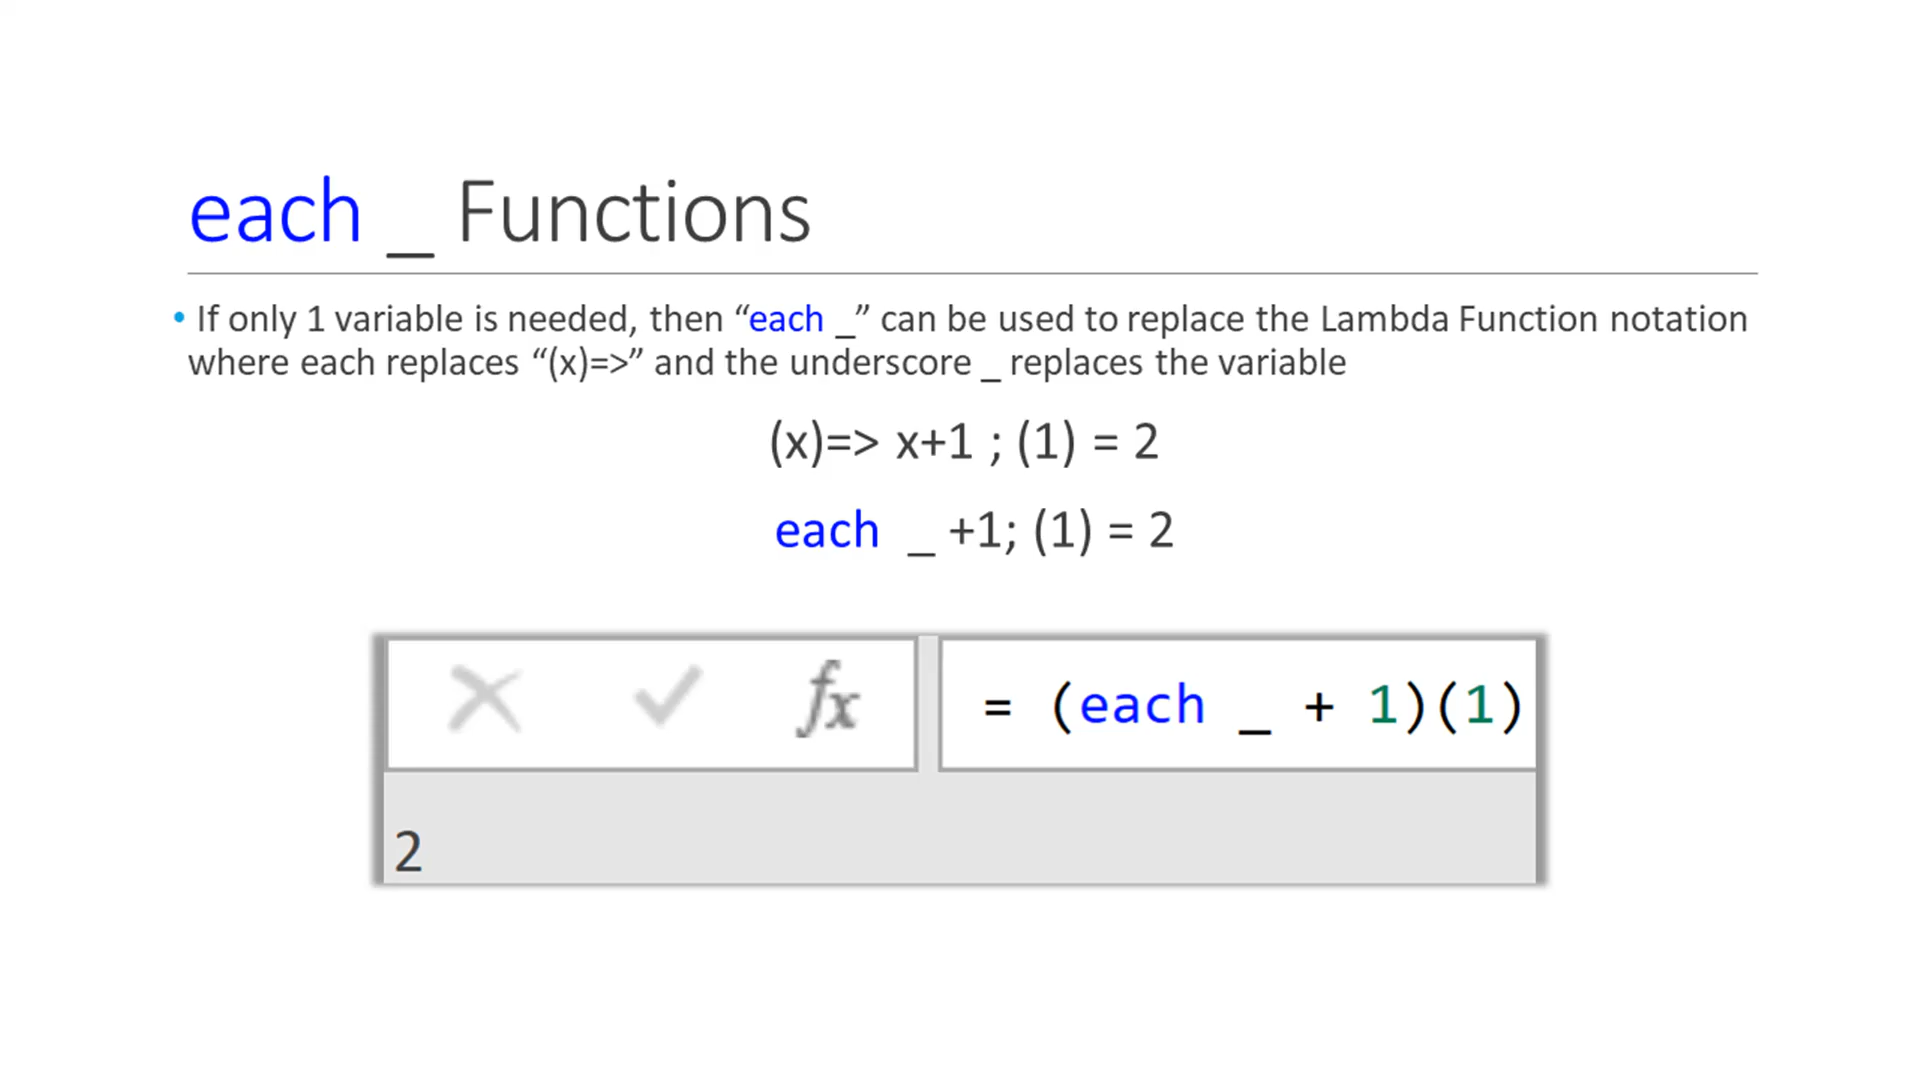 each _ Functions
• If only 1 variable is needed, then “each _” can be used to replace the Lambda Function notation
where each replaces “(x)=>” and the underscore _ replaces the variable
(x)=> x+1 ; (1) = 2
each _ +1; (1) = 2
fx = (each _ + 1)(1)
2